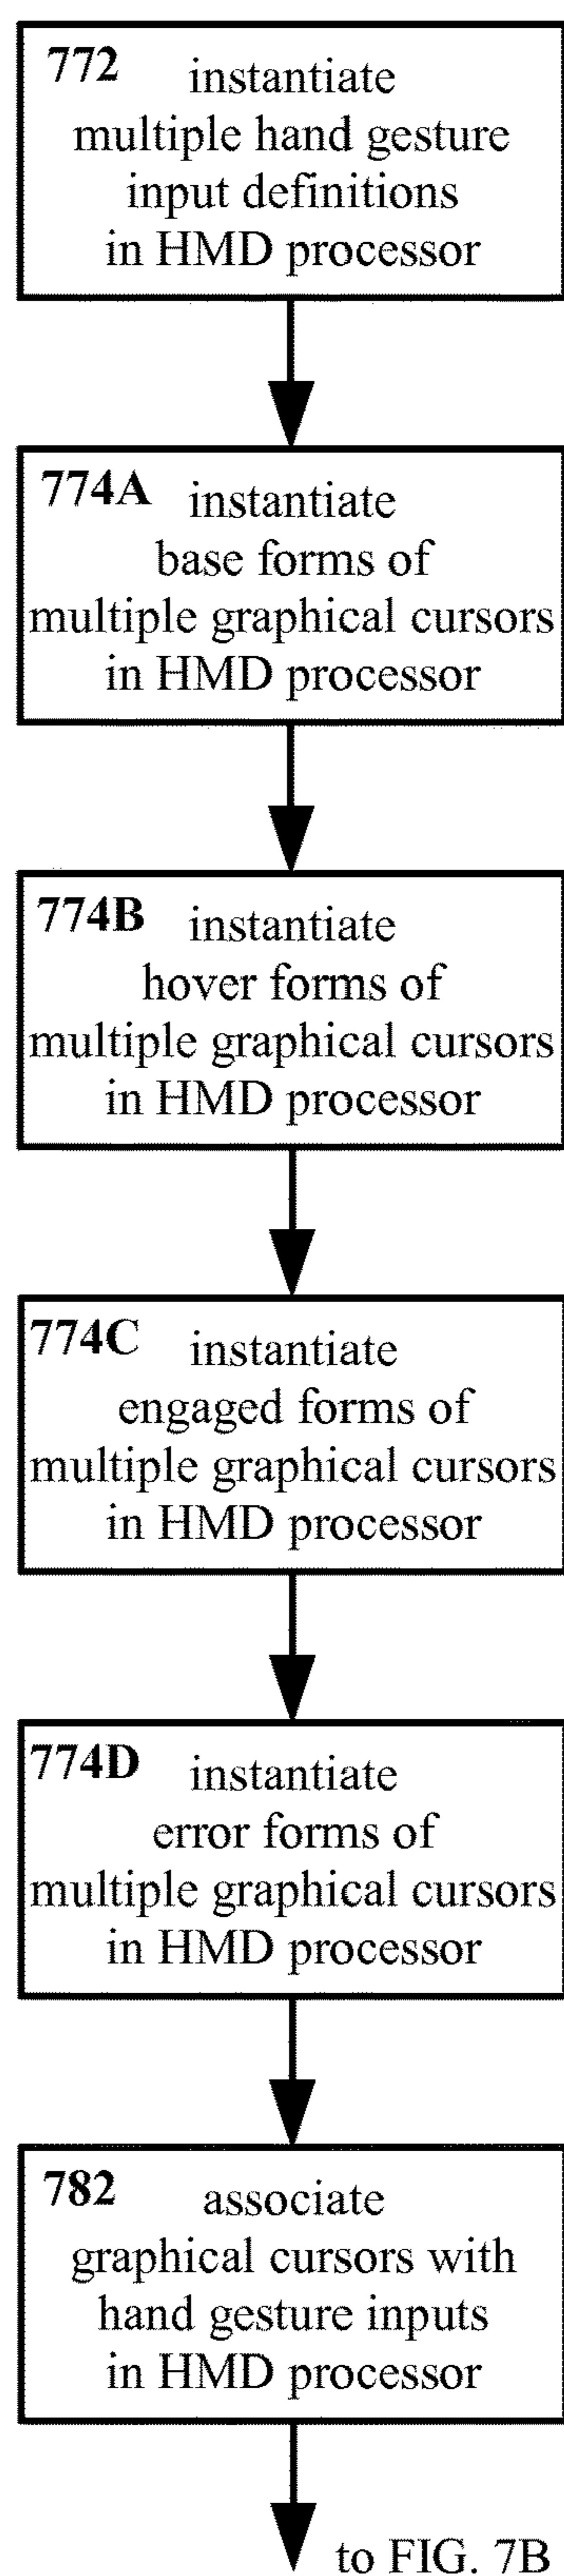 772 instantiate
multiple hand gesture
input definitions
in HMD processor
774A instantiate
base forms of
multiple graphical cursors
in HMD processor
774B instantiate
hover forms of
multiple graphical cursors
in HMD processor
774C instantiate
engaged forms of
multiple graphical cursors
in HMD processor
774D instantiate
error forms of
multiple graphical cursors
in HMD processor
782 associate
graphical cursors with
hand gesture inputs
in HMD processor
to FIG. 7B